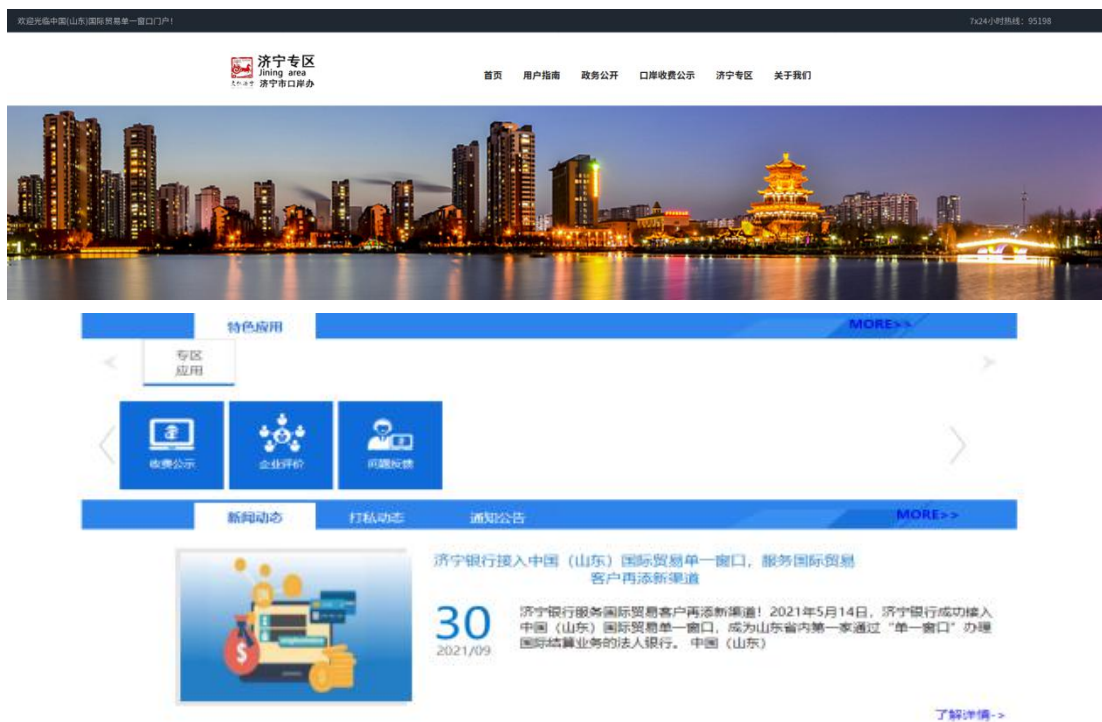 欢迎光临中国(山东)国际贸易单一窗口门户!
7x24小时热线: 95198
济宁专区
Jining area
济宁市口岸办
首页 用户指南 政务公开 口岸收费公示 济宁专区 关于我们
特色应用 MORE>>
专区
应用
收费公示 企业评价 问题反馈
新闻动态 打私动态 通知公告 MORE>>
济宁银行接入中国（山东）国际贸易单一窗口，服务国际贸易
客户再添新渠道
30
2021/09
济宁银行服务国际贸易客户再添新渠道！2021年5月14日，济宁银行成功接入
中国（山东）国际贸易单一窗口，成为山东省内第一家通过“单一窗口”办理
国际结算业务的法人银行。 中国（山东）
了解详情->